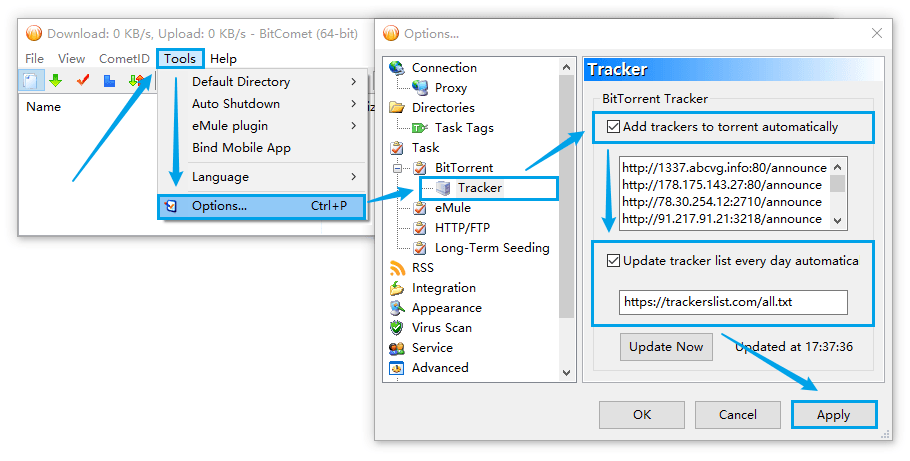 Download: 0 KB/s, Upload: 0 KB/s - BitComet (64-bit)
File View CometID Tools Help
Name
Default Directory
Auto Shutdown
eMule plugin
Bind Mobile App
Language
Options... Ctrl+P
Options...
Connection
Proxy
Directories
Task Tags
Task
BitTorrent
Tracker
eMule
HTTP/FTP
Long-Term Seeding
RSS
Integration
Appearance
Virus Scan
Service
Advanced
Tracker
BitTorrent Tracker
Add trackers to torrent automatically
http://1337.abcvg.info:80/announce
http://178.175.143.27:80/announce
http://78.30.254.12:2710/announce
http://91.217.91.21:3218/announce
Update tracker list every day automatica
https://trackerslist.com/all.txt
Update Now Updated at 17:37:36
OK Cancel Apply